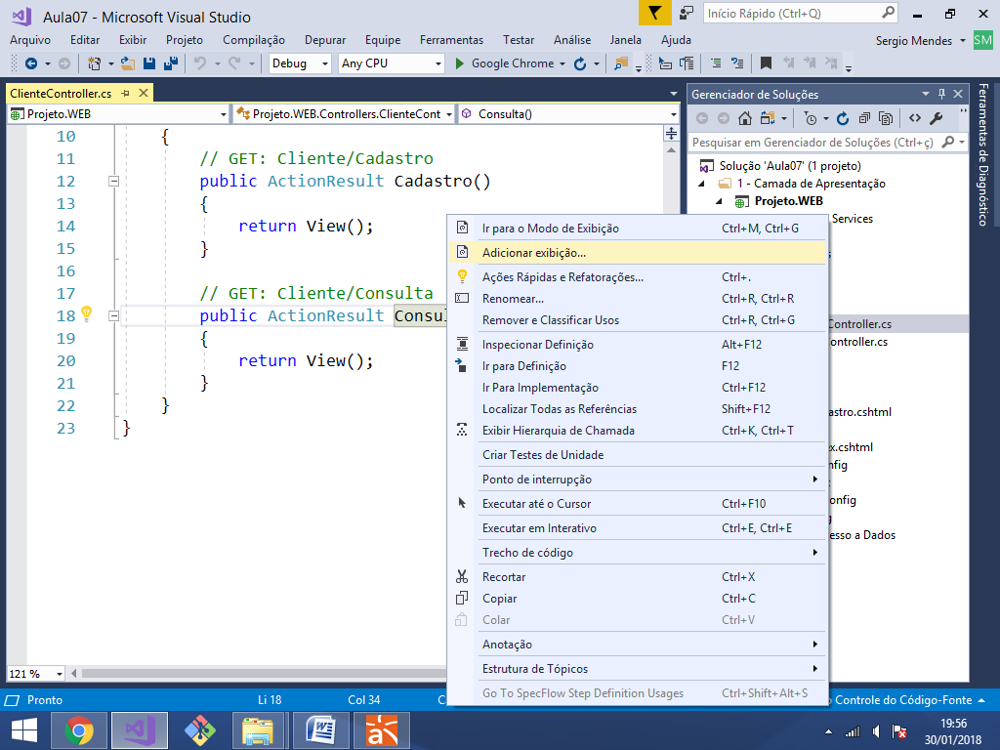 Aula07 - Microsoft Visual Studio
Início Rápido (Ctrl+Q)
Arquivo Editar Exibir Projeto Compilação Depurar Equipe Ferramentas Testar Análise Janela Ajuda Sergio Mendes SM
Debug Any CPU Google Chrome
ClienteController.cs
Projeto.WEB Projeto.WEB.Controllers.ClienteCont Consulta()
10 {
11 // GET: Cliente/Cadastro
12 public ActionResult Cadastro()
13 {
14 return View();
15 }
16
17 // GET: Cliente/Consulta
18 public ActionResult Consul
19 {
20 return View();
21 }
22 }
23 }
121 %
Ir para o Modo de Exibição Ctrl+M, Ctrl+G
Adicionar exibição...
Ações Rápidas e Refatorações... Ctrl+.
Renomear... Ctrl+R, Ctrl+R
Remover e Classificar Usos Ctrl+R, Ctrl+G
Inspecionar Definição Alt+F12
Ir para Definição F12
Ir Para Implementação Ctrl+F12
Localizar Todas as Referências Shift+F12
Exibir Hierarquia de Chamada Ctrl+K, Ctrl+T
Criar Testes de Unidade
Ponto de interrupção
Executar até o Cursor Ctrl+F10
Executar em Interativo Ctrl+E, Ctrl+E
Trecho de código
Recortar Ctrl+X
Copiar Ctrl+C
Colar Ctrl+V
Anotação
Estrutura de Tópicos
Go To SpecFlow Step Definition Usages Ctrl+Shift+Alt+S
Gerenciador de Soluções
Pesquisar em Gerenciador de Soluções (Ctrl+ç)
Solução 'Aula07' (1 projeto)
1 - Camada de Apresentação
Projeto.WEB
Services
Controller.cs
ontroller.cs
astro.cshtml
ex.cshtml
nfig
onfig
esso a Dados
Ferramentas de Diagnóstico
Pronto Li 18 Col 34 C Controle do Código-Fonte
19:56
30/01/2018